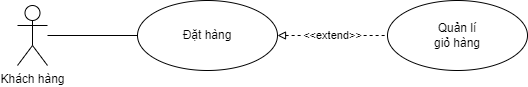 Khách hàng
Đặt hàng
<<extend>>
Quản lí
giỏ hàng